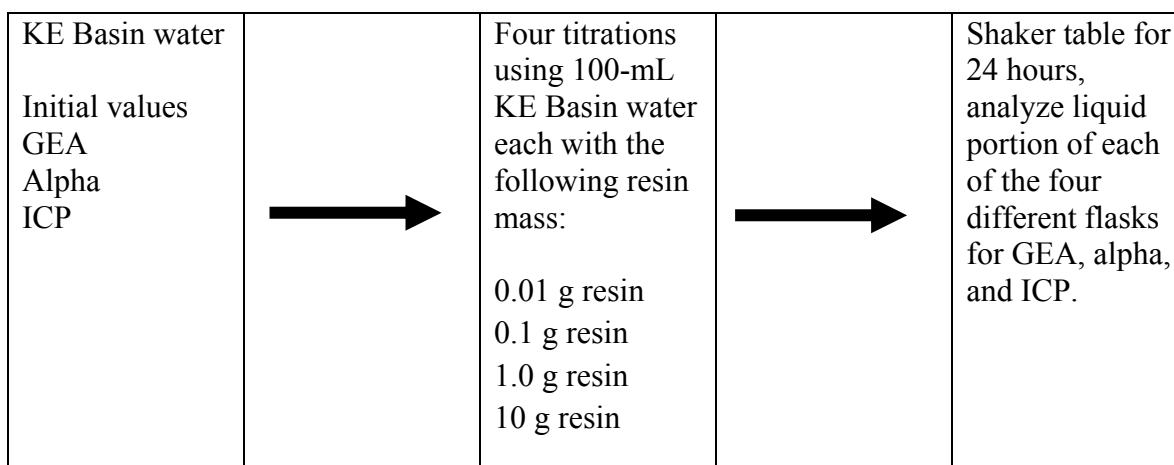 KE Basin water
Initial values
GEA
Alpha
ICP
Four titrations
using 100-mL
KE Basin water
each with the
following resin
mass:
0.01 g resin
0.1 g resin
1.0 g resin
10 g resin
Shaker table for
24 hours,
analyze liquid
portion of each
of the four
different flasks
for GEA, alpha,
and ICP.